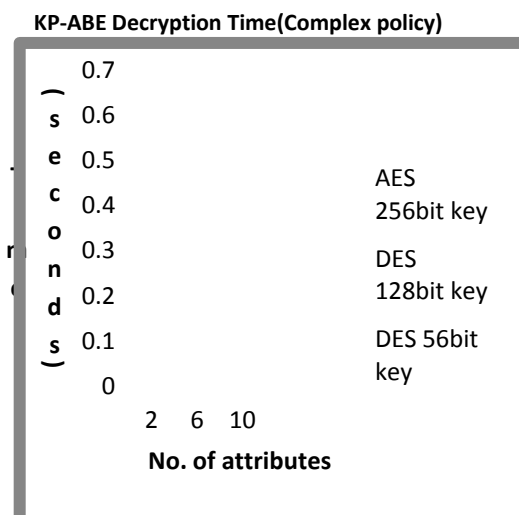 KP-ABE Decryption Time(Complex policy)
(seconds)
0.7
0.6
0.5
0.4
0.3
0.2
0.1
0
2 6 10
No. of attributes
AES
256bit key
DES
128bit key
DES 56bit
key